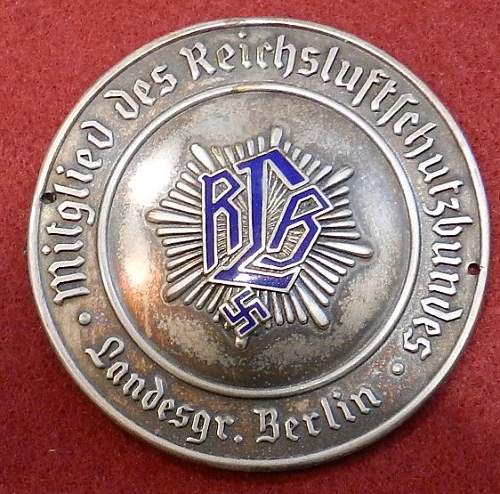 Mitglied des Reichsluftschutzbundes
RLB
Landesgr. Berlin